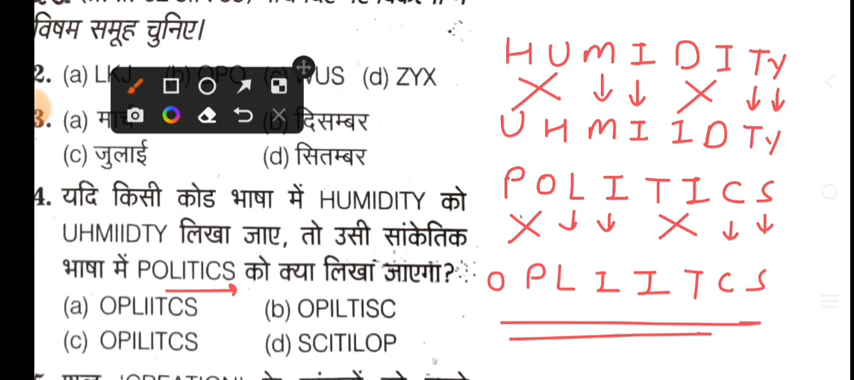 विषम समूह चुनिए।
2. (a) LKJ (b) OPO US (d) ZYX
3. (a) (b) दिसम्बर
(c) जुलाई (d) सितम्बर
4. यदि किसी कोड भाषा में HUMIDITY को
UHMIIDTY लिखा जाए, तो उसी सांकेतिक
भाषा में POLITICS को क्या लिखा जाएगा?
(a) OPLIITCS (b) OPILTISC
(c) OPILITCS (d) SCITILOP
HUMIDITY
UHMIIDTY
POLITICS
OPLIITCS